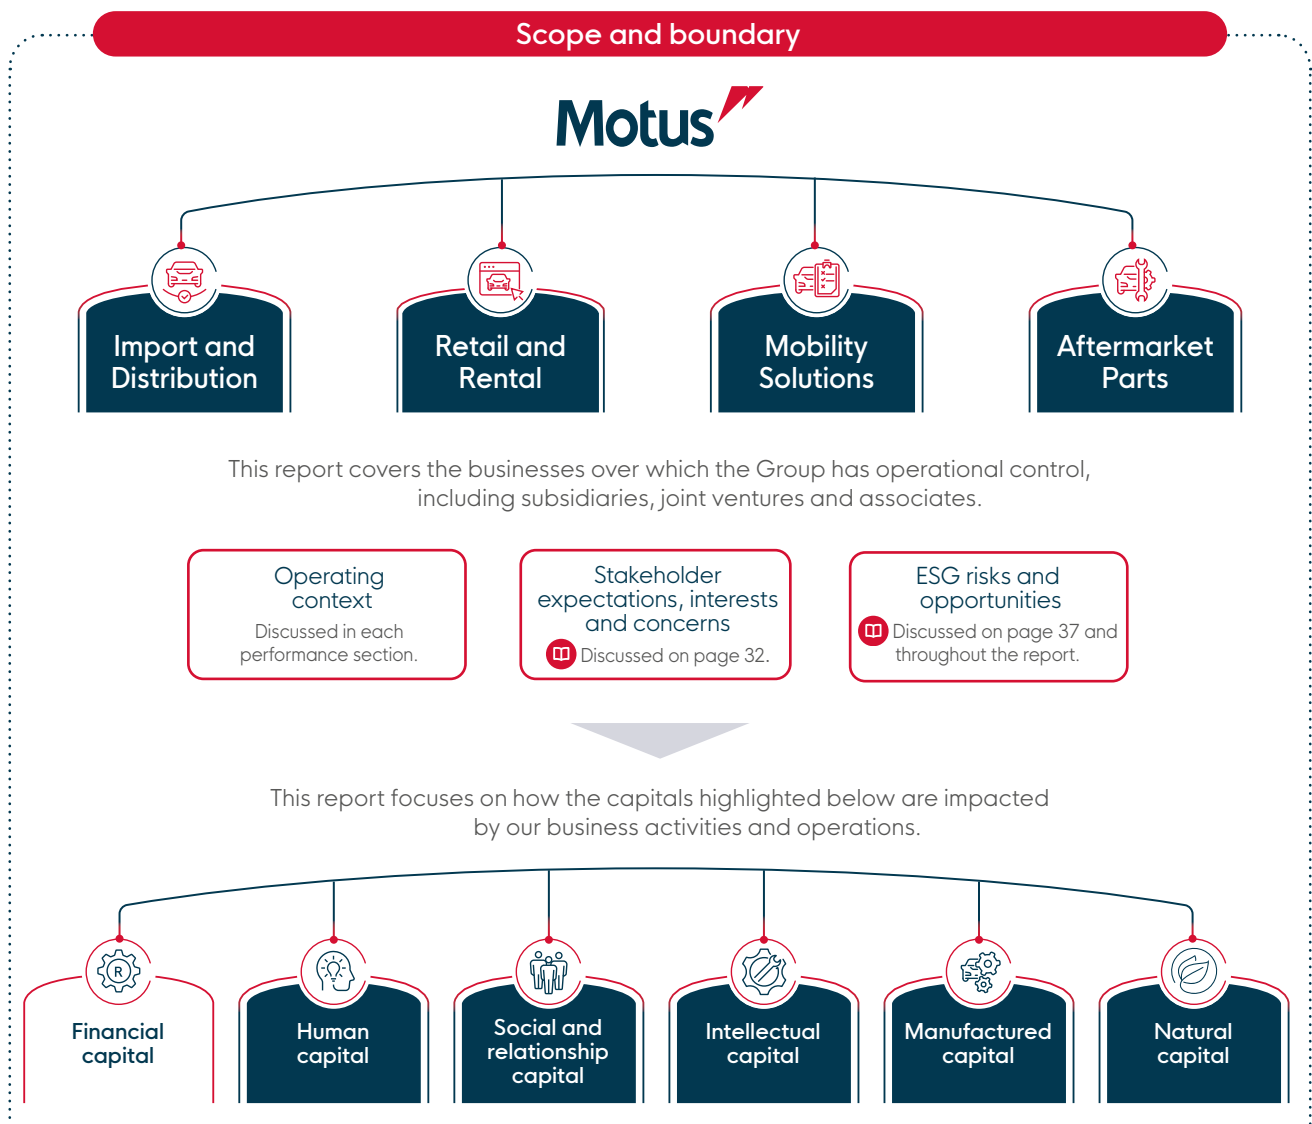 Scope and boundary
Motus
Import and
Distribution
Retail and
Rental
Mobility
Solutions
Aftermarket
Parts
This report covers the businesses over which the Group has operational control,
including subsidiaries, joint ventures and associates.
Operating
context
Discussed in each
performance section.
Stakeholder
expectations, interests
and concerns
Discussed on page 32.
ESG risks and
opportunities
Discussed on page 37 and
throughout the report.
This report focuses on how the capitals highlighted below are impacted
by our business activities and operations.
R
Financial
capital
Human
capital
Social and
relationship
capital
Intellectual
capital
Manufactured
capital
Natural
capital